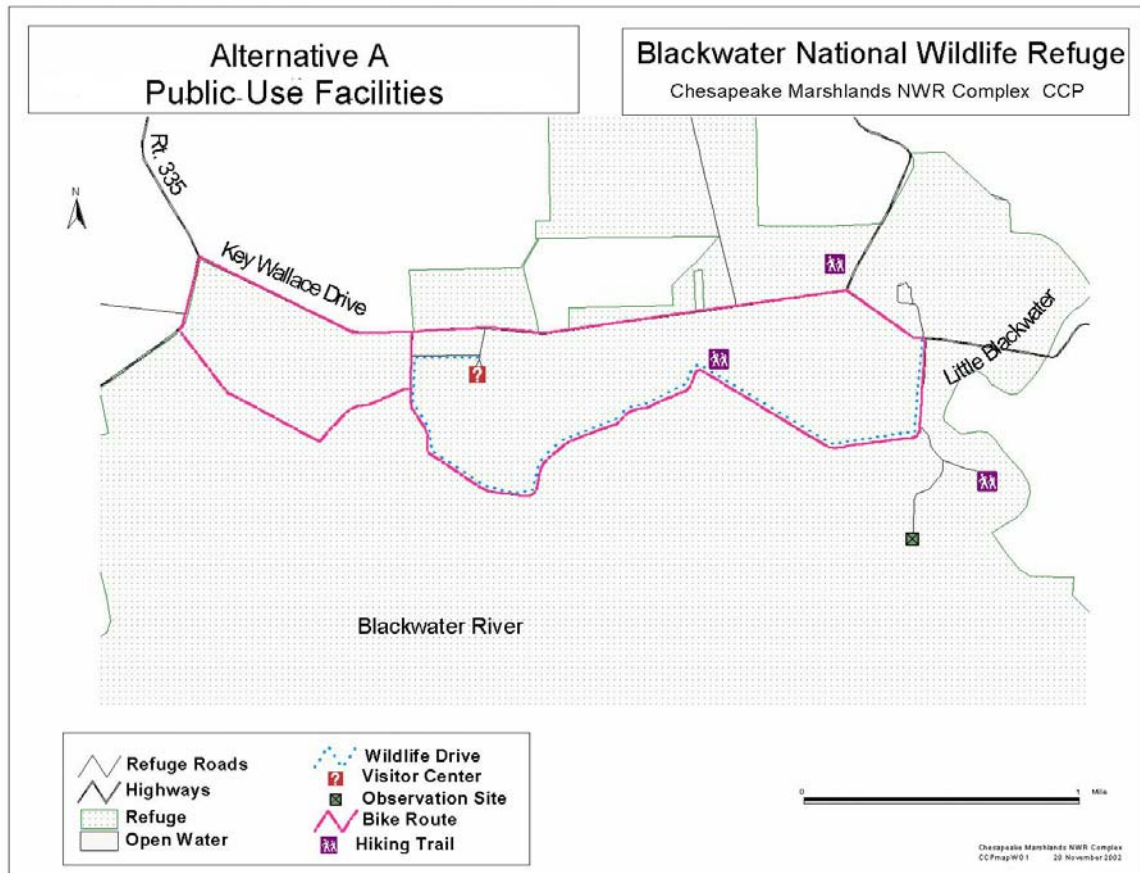 Alternative A
Public Use Facilities
Blackwater National Wildlife Refuge
Chesapeake Marshlands NWR Complex CCP
Rt. 335
N
Key Wallace Drive
Little Blackwater
Blackwater River
Refuge Roads
Highways
Refuge
Open Water
Wildlife Drive
? Visitor Center
Observation Site
Bike Route
Hiking Trail
0 1 Mile
Chesapeake Marshlands NWR Complex
CCPmapW01 20 November 2002